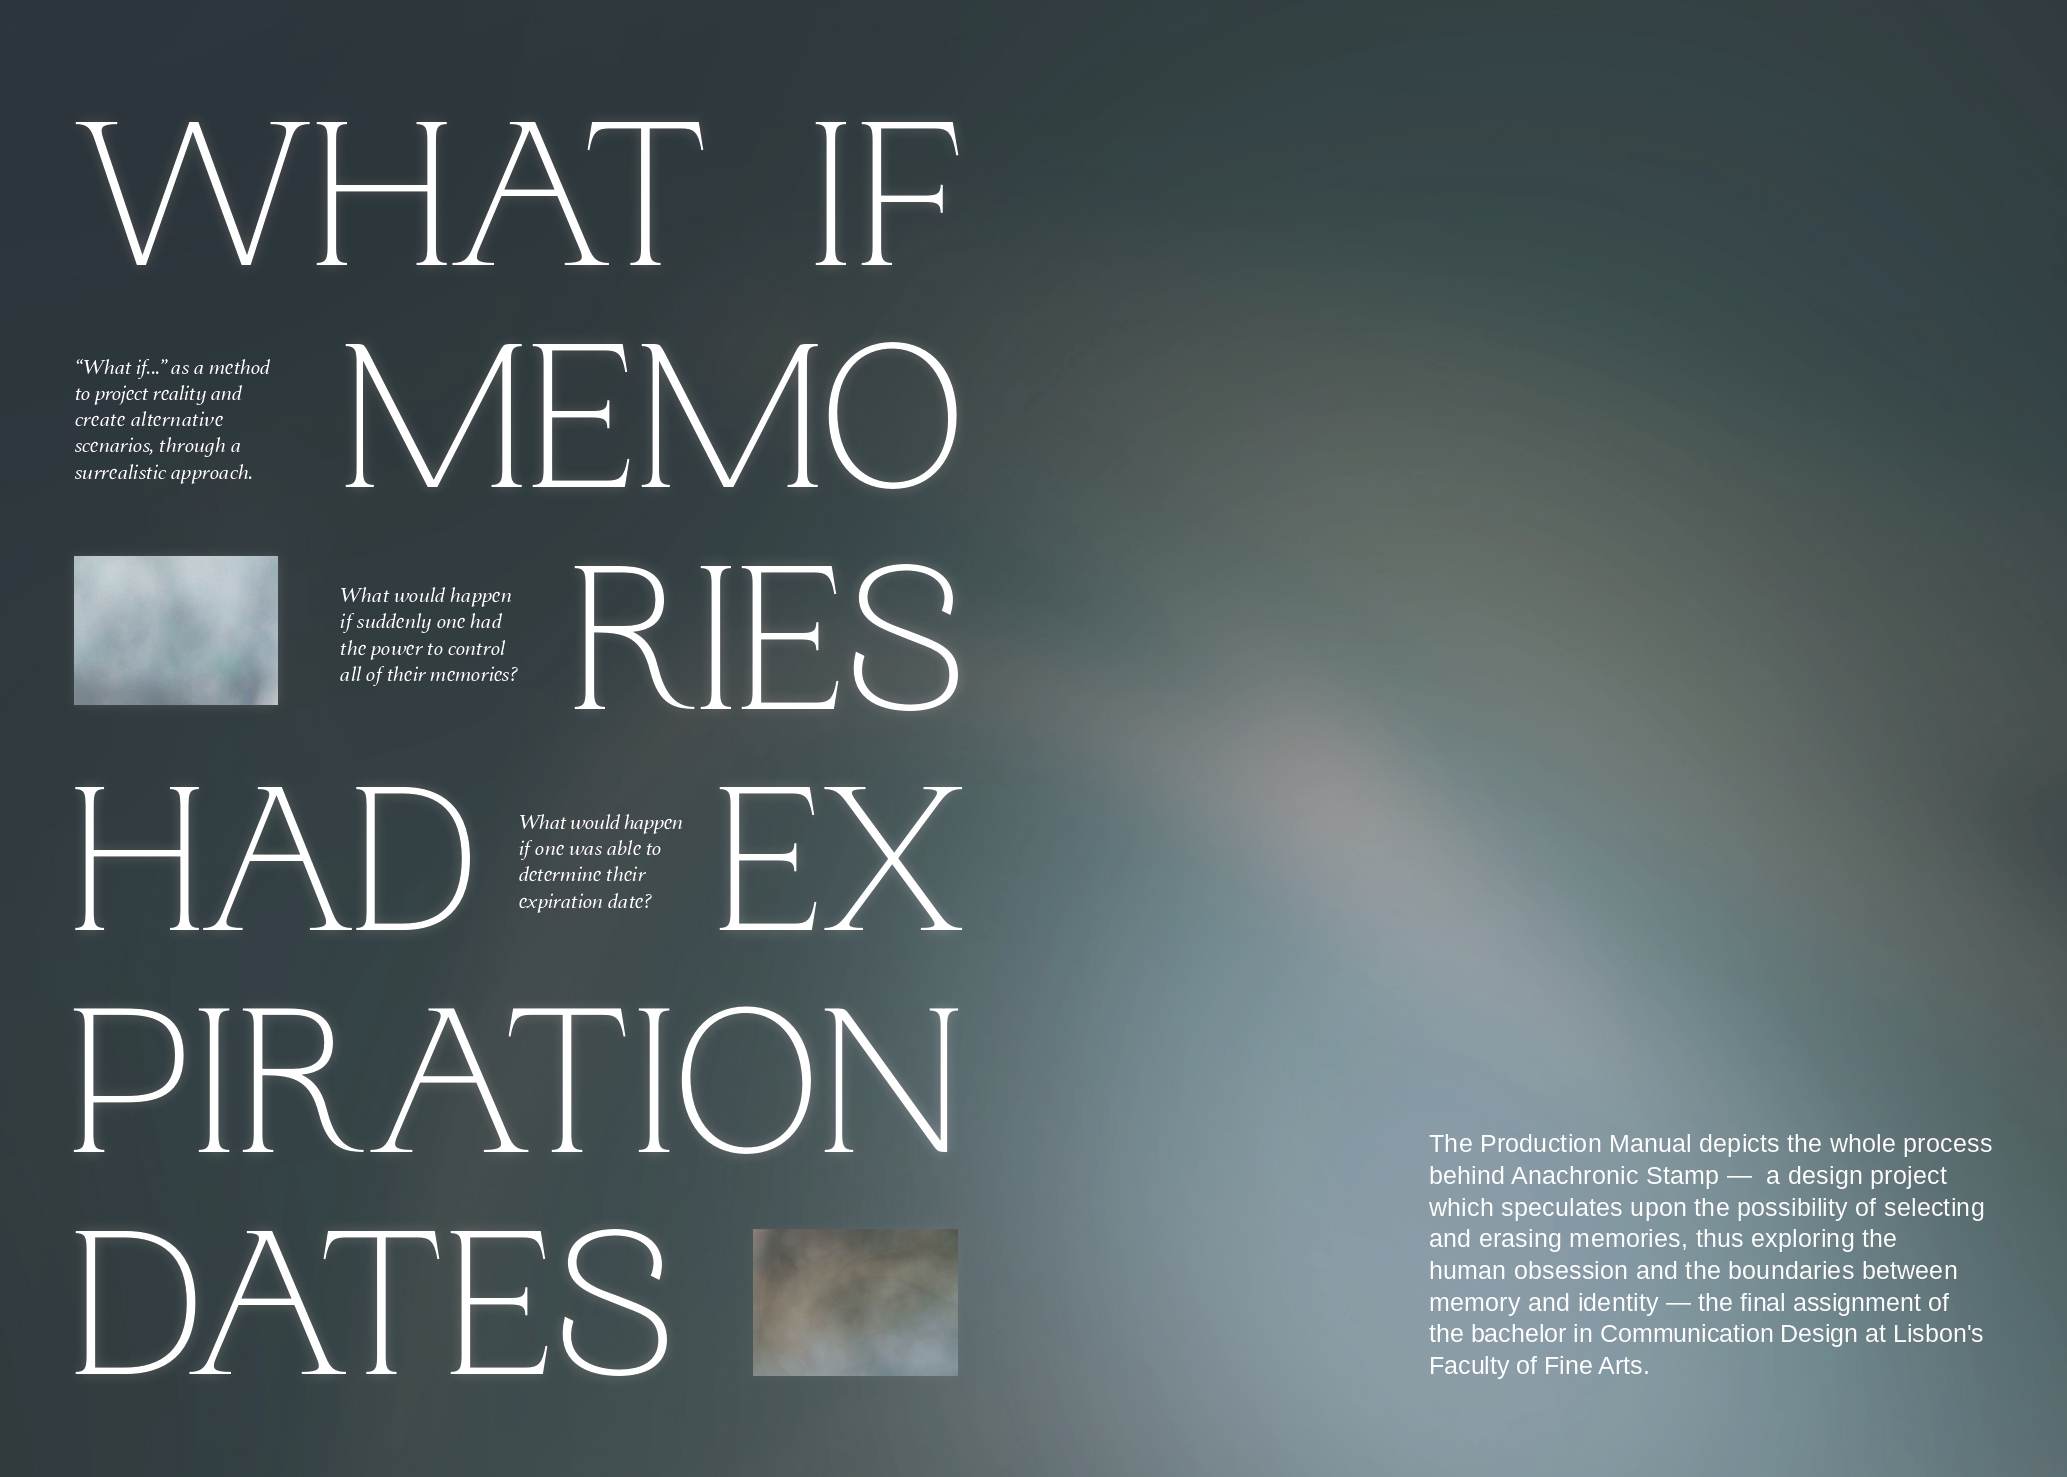 WHAT IF
“What if...” as a method
to project reality and
create alternative
scenarios, through a
surrealistic approach.
MEMO
What would happen
if suddenly one had
the power to control
all of their memories?
RIES
HAD
What would happen
if one was able to
determine their
expiration date?
EX
PIRATION
DATES
The Production Manual depicts the whole process
behind Anachronic Stamp —  a design project
which speculates upon the possibility of selecting
and erasing memories, thus exploring the
human obsession and the boundaries between
memory and identity — the final assignment of
the bachelor in Communication Design at Lisbon's
Faculty of Fine Arts.